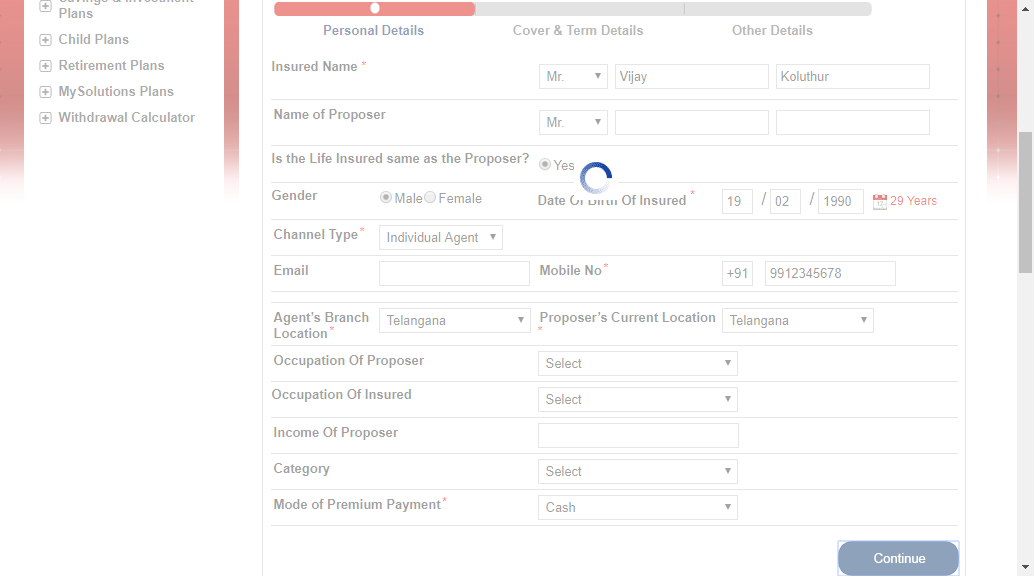 Savings & Investment
Plans
Child Plans
Retirement Plans
MySolutions Plans
Withdrawal Calculator
Personal Details
Cover & Term Details
Other Details
Insured Name *
Mr.
Vijay
Koluthur
Name of Proposer
Mr.
Is the Life Insured same as the Proposer?
Yes
Gender
Male
Female
Date Of Birth Of Insured *
19 / 02 / 1990
29 Years
Channel Type*
Individual Agent
Email
Mobile No*
+91
9912345678
Agent's Branch
Location*
Telangana
Proposer's Current Location
*
Telangana
Occupation Of Proposer
Select
Occupation Of Insured
Select
Income Of Proposer
Category
Select
Mode of Premium Payment*
Cash
Continue